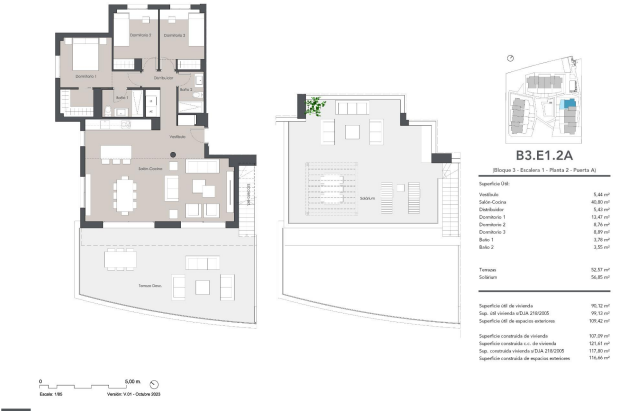 Dormitorio 2
Dormitorio 3
Dormitorio 1
Distribuidor
Baño 2
Baño 1
Vestíbulo
Salón-Cocina
Terraza Desc.
Solárium
0
5,00 m.
Escala: 1/80
Versión: V.01 - Octubre 2023
B3.E1.2A
(Bloque 3 - Escalera 1 - Planta 2 - Puerta A)
Superficie Útil:
Vestíbulo 5,44 m²
Salón-Cocina 40,80 m²
Distribuidor 5,43 m²
Dormitorio 1 13,47 m²
Dormitorio 2 8,76 m²
Dormitorio 3 8,89 m²
Baño 1 3,78 m²
Baño 2 3,55 m²
Terrazas 52,57 m²
Solárium 56,85 m²
Superficie útil de vivienda 90,12 m²
Sup. útil vivienda s/DJA 218/2005 99,13 m²
Superficie útil de espacios exteriores 109,42 m²
Superficie construida de vivienda 107,09 m²
Superficie construida c.c. de vivienda 121,61 m²
Sup. construida vivienda s/DJA 218/2005 117,80 m²
Superficie construida de espacios exteriores 116,66 m²